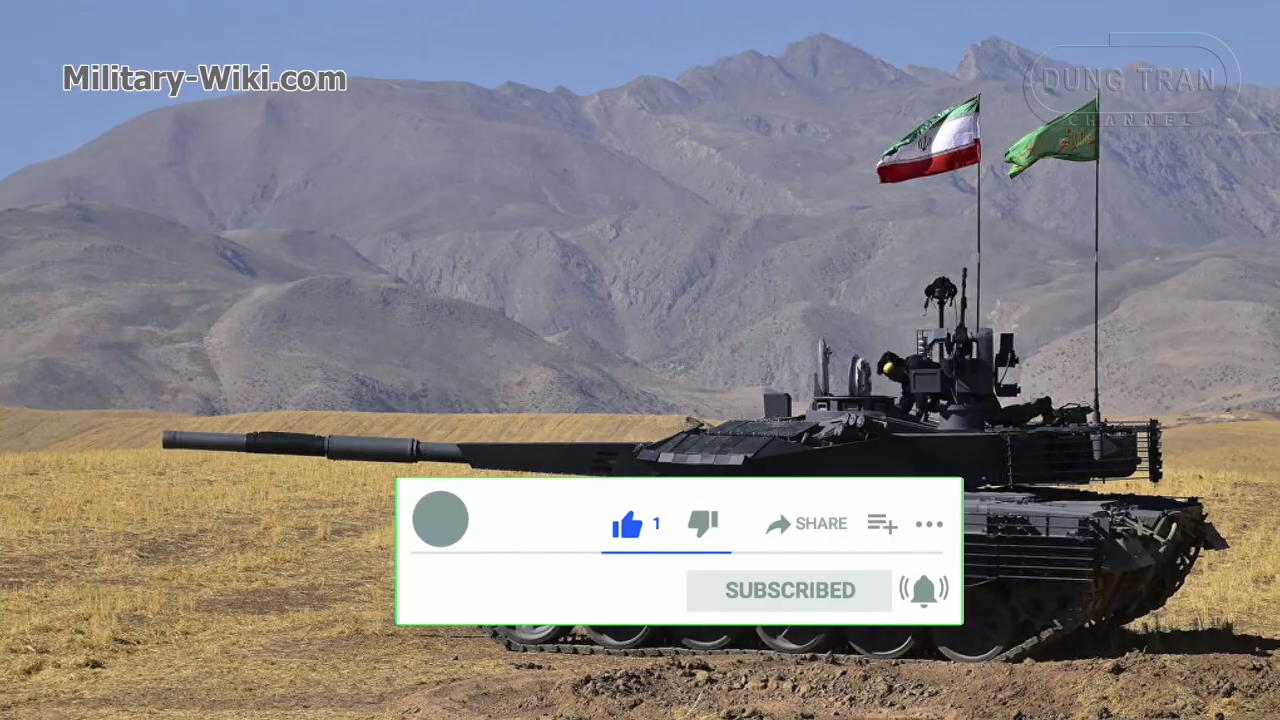 Military-Wiki.com
DUNG TRAN
CHANNEL
1
SHARE
SUBSCRIBED